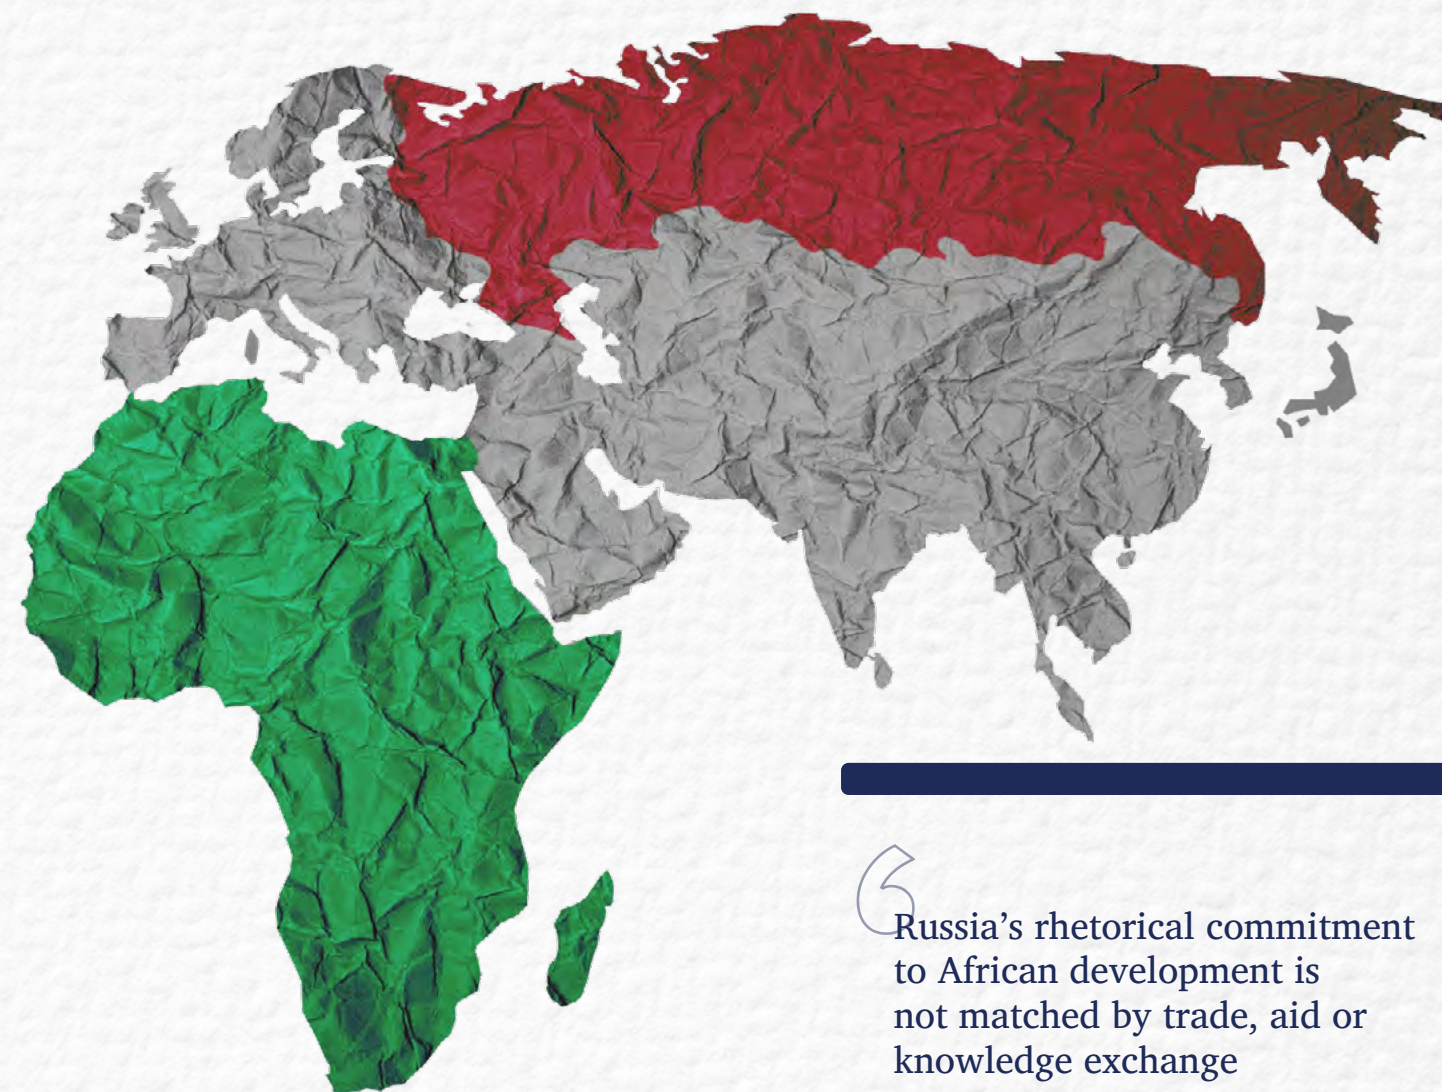 Russia’s rhetorical commitment
to African development is
not matched by trade, aid or
knowledge exchange